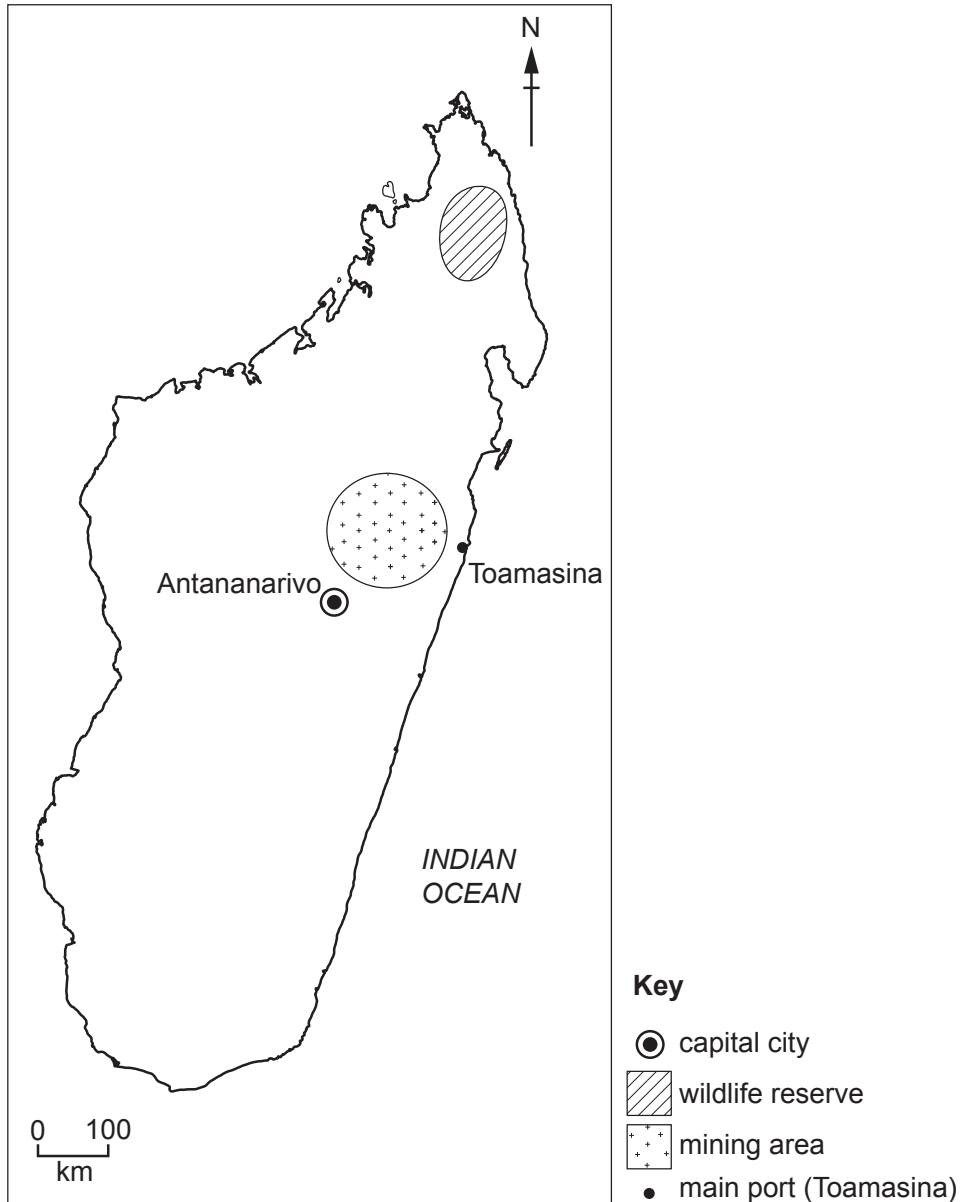 N
Antananarivo
Toamasina
INDIAN
OCEAN
0 100
km
Key
capital city
wildlife reserve
mining area
main port (Toamasina)